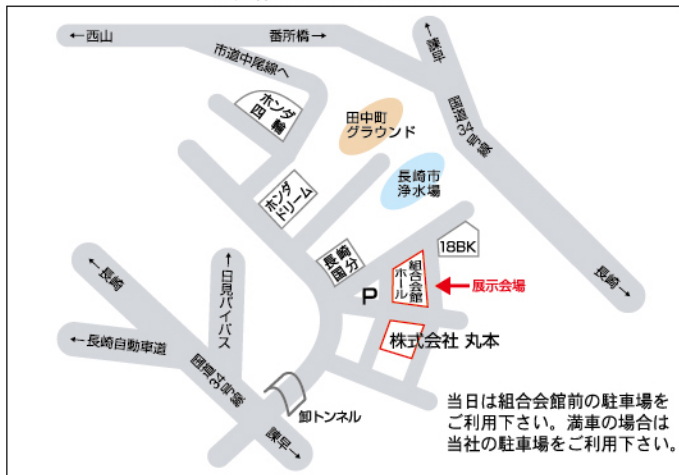 ←西山
番所橋→
市道中尾線へ
←諫早
ホンダ
四輪
田中町
グラウンド
国道34号線
長崎市
浄水場
ホンダ
ドリーム
18BK
長崎
国分
組合会館
ホール
←展示会場
P
←長崎
←日見バイパス
長崎→
←長崎自動車道
国道34号線
株式会社 丸本
卸トンネル
諫早→
当日は組合会館前の駐車場を
ご利用下さい。満車の場合は
当社の駐車場をご利用下さい。